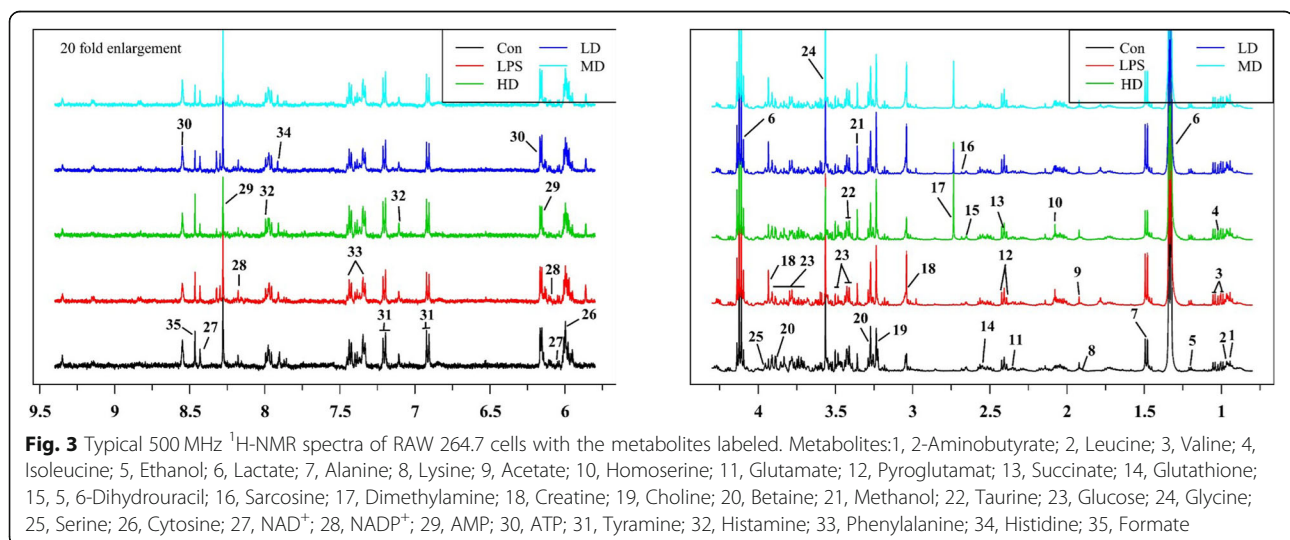 20 fold enlargement
Con LD
LPS MD
HD
30 34 30
29 32 32 29
28 33 28
35 27 31 31 27 26
9.5 9 8.5 8 7.5 7 6.5 6
Con LD
LPS MD
HD
24
6 21 16 6
22 17 15 13 10 4
18 23 23 18 12 9 3
25 20 20 19 14 11 8 7 5 2 1
4 3.5 3 2.5 2 1.5 1
Fig. 3 Typical 500 MHz ¹H-NMR spectra of RAW 264.7 cells with the metabolites labeled. Metabolites:1, 2-Aminobutyrate; 2, Leucine; 3, Valine; 4,
Isoleucine; 5, Ethanol; 6, Lactate; 7, Alanine; 8, Lysine; 9, Acetate; 10, Homoserine; 11, Glutamate; 12, Pyroglutamat; 13, Succinate; 14, Glutathione;
15, 5, 6-Dihydrouracil; 16, Sarcosine; 17, Dimethylamine; 18, Creatine; 19, Choline; 20, Betaine; 21, Methanol; 22, Taurine; 23, Glucose; 24, Glycine;
25, Serine; 26, Cytosine; 27, NAD⁺; 28, NADP⁺; 29, AMP; 30, ATP; 31, Tyramine; 32, Histamine; 33, Phenylalanine; 34, Histidine; 35, Formate